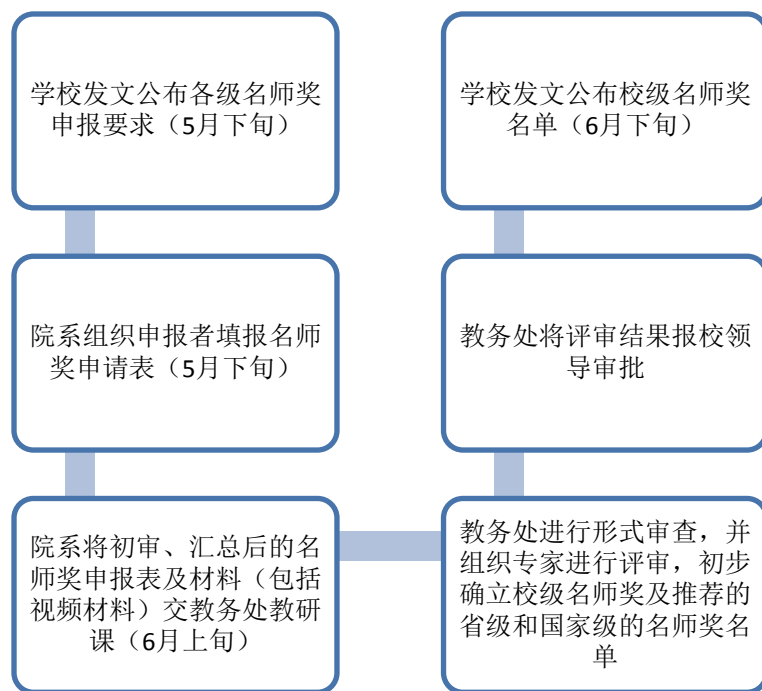 学校发文公布各级名师奖
申报要求（5月下旬）
院系组织申报者填报名师
奖申请表（5月下旬）
院系将初审、汇总后的名
师奖申报表及材料（包括
视频材料）交教务处教研
课（6月上旬）
教务处进行形式审查，并
组织专家进行评审，初步
确立校级名师奖及推荐的
省级和国家级的名师奖名
单
教务处将评审结果报校领
导审批
学校发文公布校级名师奖
名单（6月下旬）